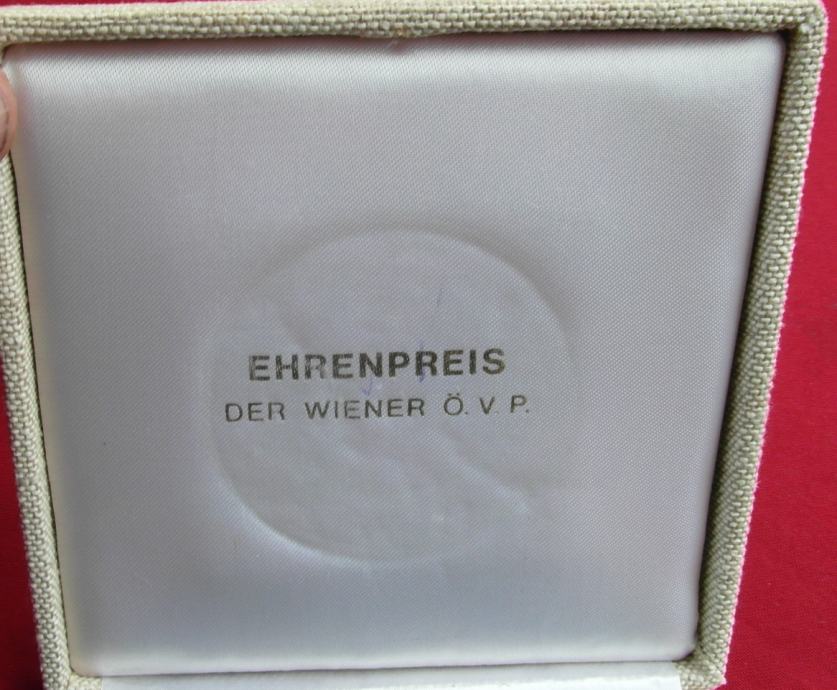 EHRENPREIS
DER WIENER Ö. V. P.